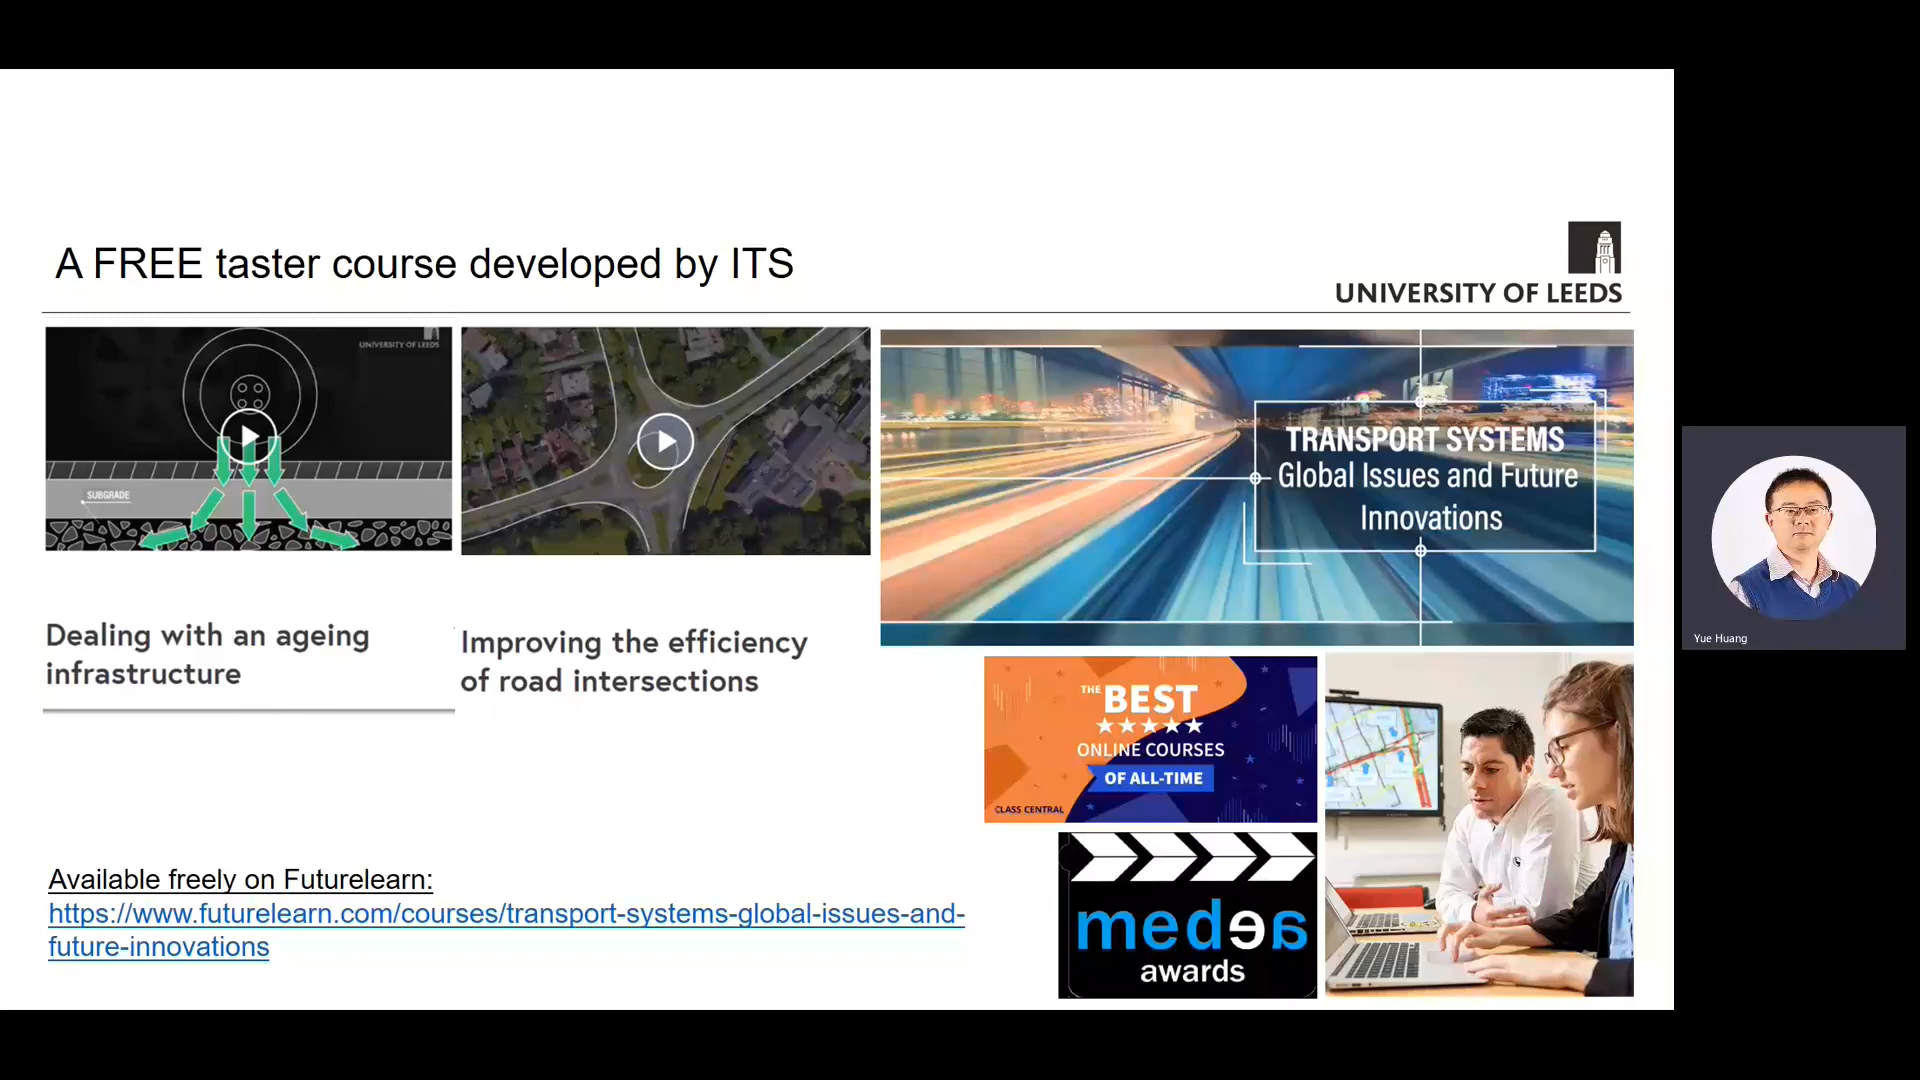 A FREE taster course developed by ITS
UNIVERSITY OF LEEDS
UNIVERSITY OF LEEDS
SUBGRADE
TRANSPORT SYSTEMS
Global Issues and Future
Innovations
Dealing with an ageing
infrastructure
Improving the efficiency
of road intersections
THE BEST
ONLINE COURSES
OF ALL-TIME
CLASS CENTRAL
medea
awards
Available freely on Futurelearn:
https://www.futurelearn.com/courses/transport-systems-global-issues-and-
future-innovations
Yue Huang